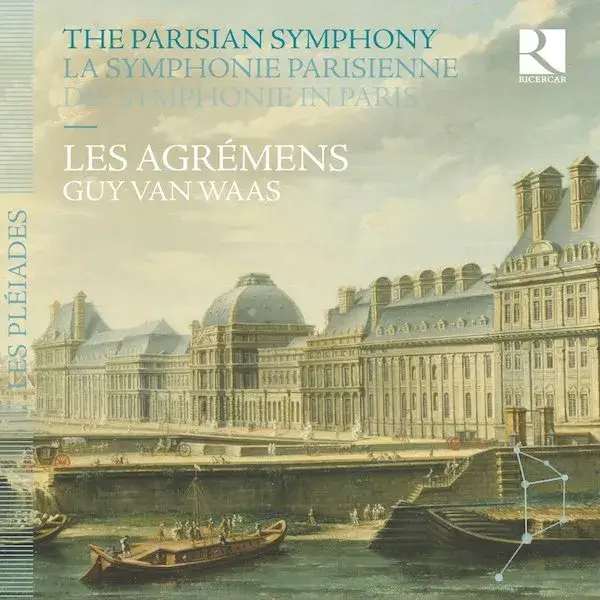 THE PARISIAN SYMPHONY
LA SYMPHONIE PARISIENNE
DIE SYMPHONIE IN PARIS
LES AGRÉMENS
GUY VAN WAAS
R
RICERCAR
LES PLÉIADES